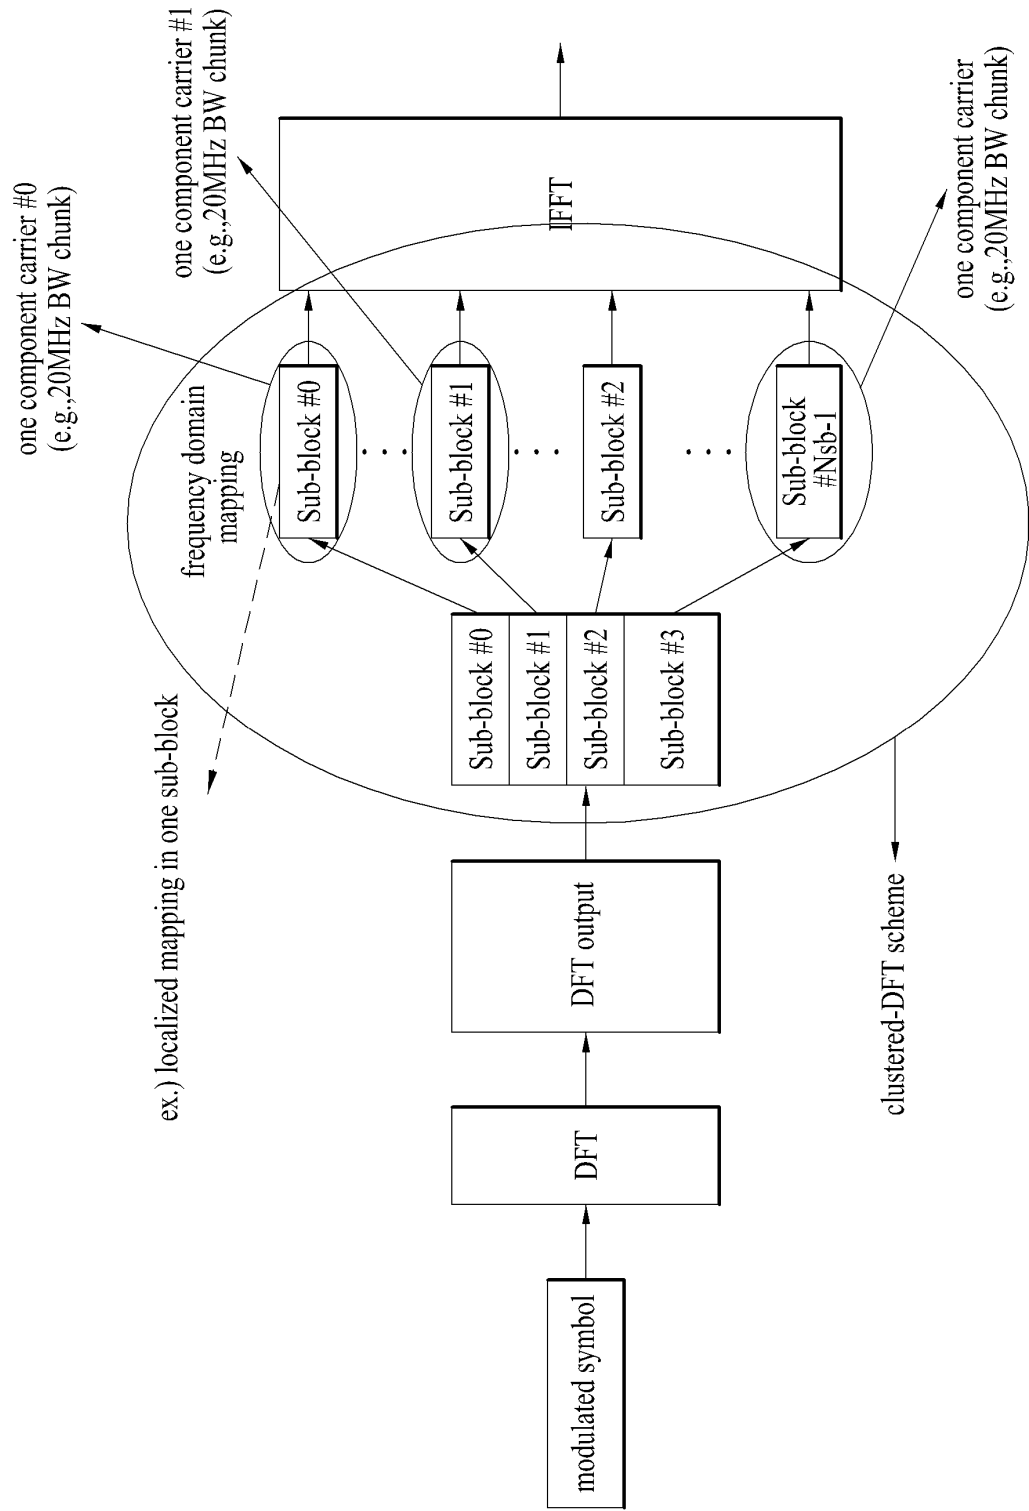 modulated symbol
DFT
DFT output
Sub-block #0
Sub-block #1
Sub-block #2
Sub-block #3
ex.) localized mapping in one sub-block
frequency domain
mapping
Sub-block #0
Sub-block #1
Sub-block #2
Sub-block
#Nsb-1
one component carrier #0
(e.g.,20MHz BW chunk)
one component carrier #1
(e.g.,20MHz BW chunk)
IFFT
one component carrier
(e.g.,20MHz BW chunk)
clustered-DFT scheme